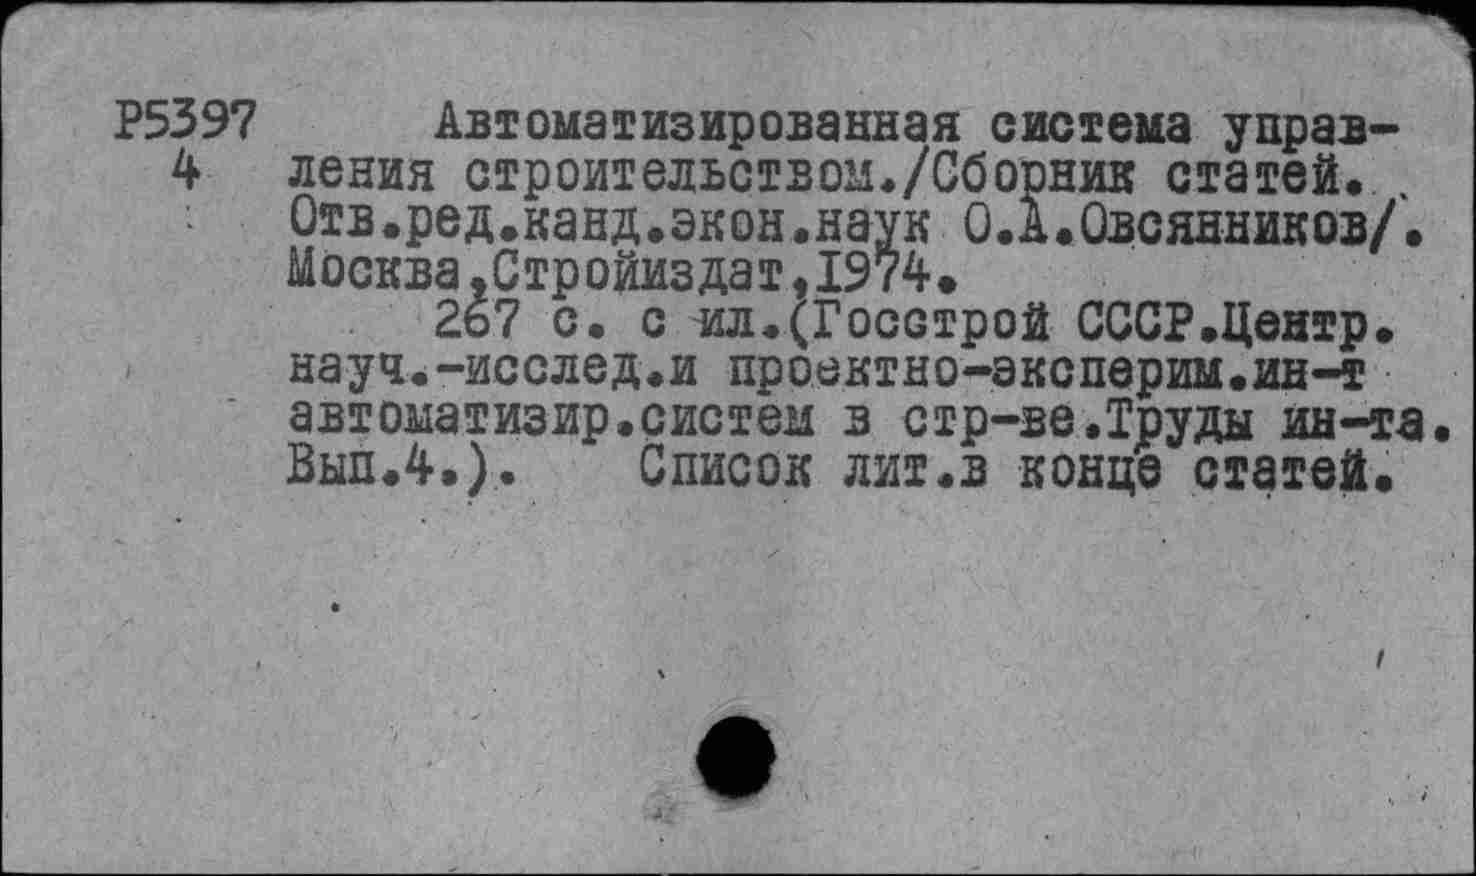 Р5397 Автоматизированная система управ-
4 ления строительством./Сборник статей.
Отв.ред.канд.экон.наук О.А.Овсянников/.
Москва,Стройиздат,1974.
267 с. с ил.(Госстрой СССР.Центр.
науч.-исслед.и проектно-эксперим.ин-т
автоматизир.систем в стр-ве.Труды ин-та.
Вып.4.). Список лит.в конце статей.